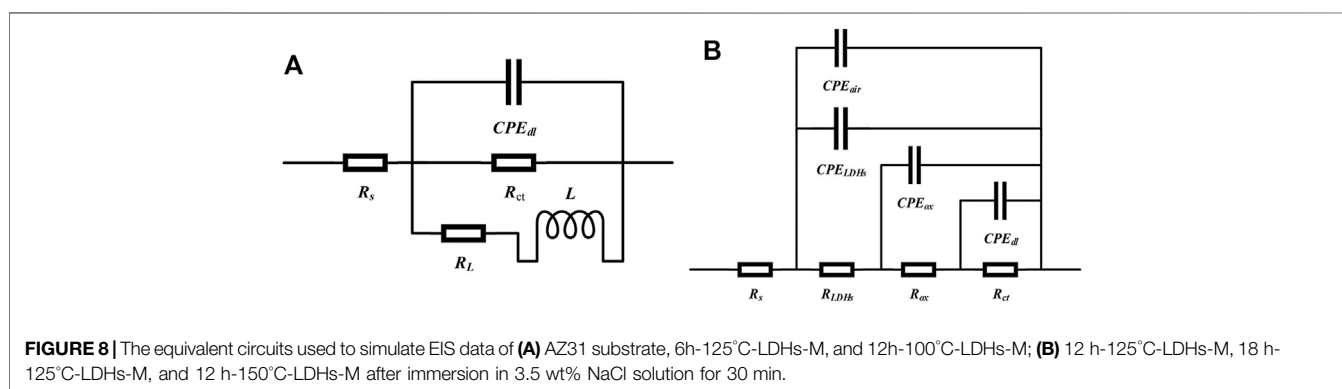 A
CPEdl
Rs
Rct
L
RL
B
CPEair
CPELDHs
CPEox
CPEdl
Rs
RLDHs
Rox
Rct
FIGURE 8 | The equivalent circuits used to simulate EIS data of (A) AZ31 substrate, 6h-125°C-LDHs-M, and 12h-100°C-LDHs-M; (B) 12 h-125°C-LDHs-M, 18 h-
125°C-LDHs-M, and 12 h-150°C-LDHs-M after immersion in 3.5 wt% NaCl solution for 30 min.